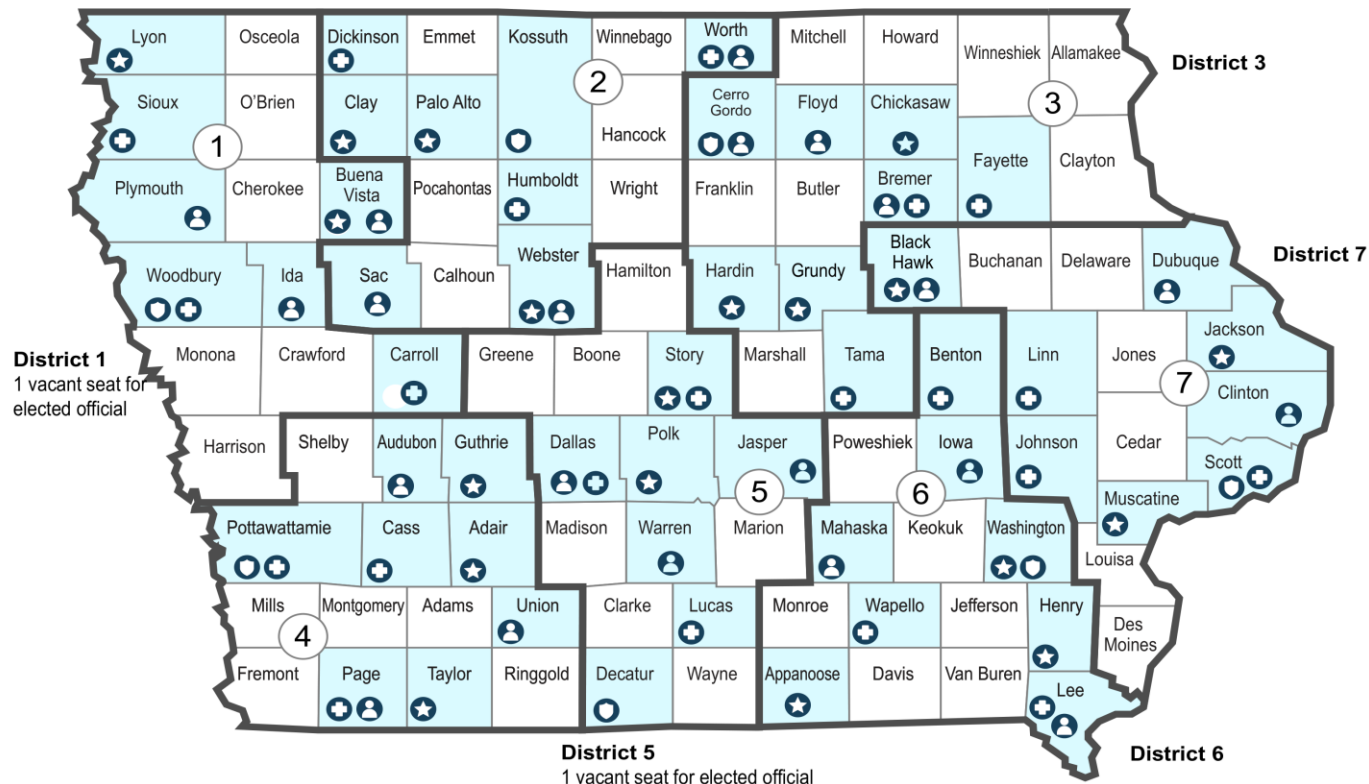 Lyon
Osceola
Dickinson
Emmet
Kossuth
Winnebago
Worth
Mitchell
Howard
Winneshiek
Allamakee
District 3
2
3
Sioux
O'Brien
Clay
Palo Alto
Hancock
Cerro
Gordo
Floyd
Chickasaw
1
Fayette
Clayton
Plymouth
Cherokee
Buena
Vista
Pocahontas
Humboldt
Wright
Franklin
Butler
Bremer
District 7
Woodbury
Ida
Sac
Calhoun
Webster
Hamilton
Hardin
Grundy
Black
Hawk
Buchanan
Delaware
Dubuque
Jackson
District 1
1 vacant seat for
elected official
Monona
Crawford
Carroll
Greene
Boone
Story
Marshall
Tama
Benton
Linn
Jones
7
Clinton
Harrison
Shelby
Audubon
Guthrie
Dallas
Polk
Jasper
Poweshiek
Iowa
Johnson
Cedar
Scott
5
6
Muscatine
Pottawattamie
Cass
Adair
Madison
Warren
Marion
Mahaska
Keokuk
Washington
Louisa
Mills
Montgomery
Adams
Union
Clarke
Lucas
Monroe
Wapello
Jefferson
Henry
Des
Moines
4
Fremont
Page
Taylor
Ringgold
Decatur
Wayne
Appanoose
Davis
Van Buren
Lee
District 5
1 vacant seat for elected official
District 6